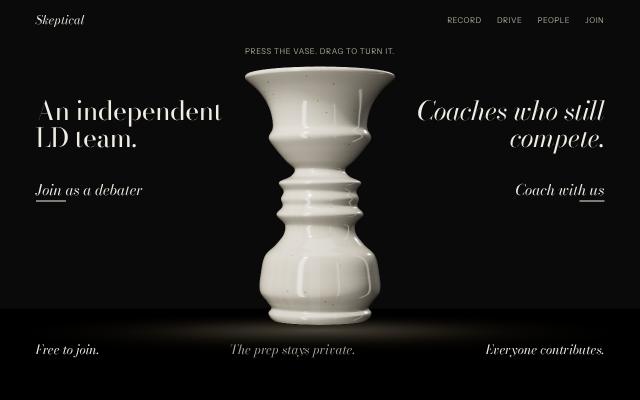 Skeptical
RECORD DRIVE PEOPLE JOIN
PRESS THE VASE. DRAG TO TURN IT.
An independent
LD team.
Join as a debater
Coaches who still
compete.
Coach with us
Free to join.
The prep stays private.
Everyone contributes.